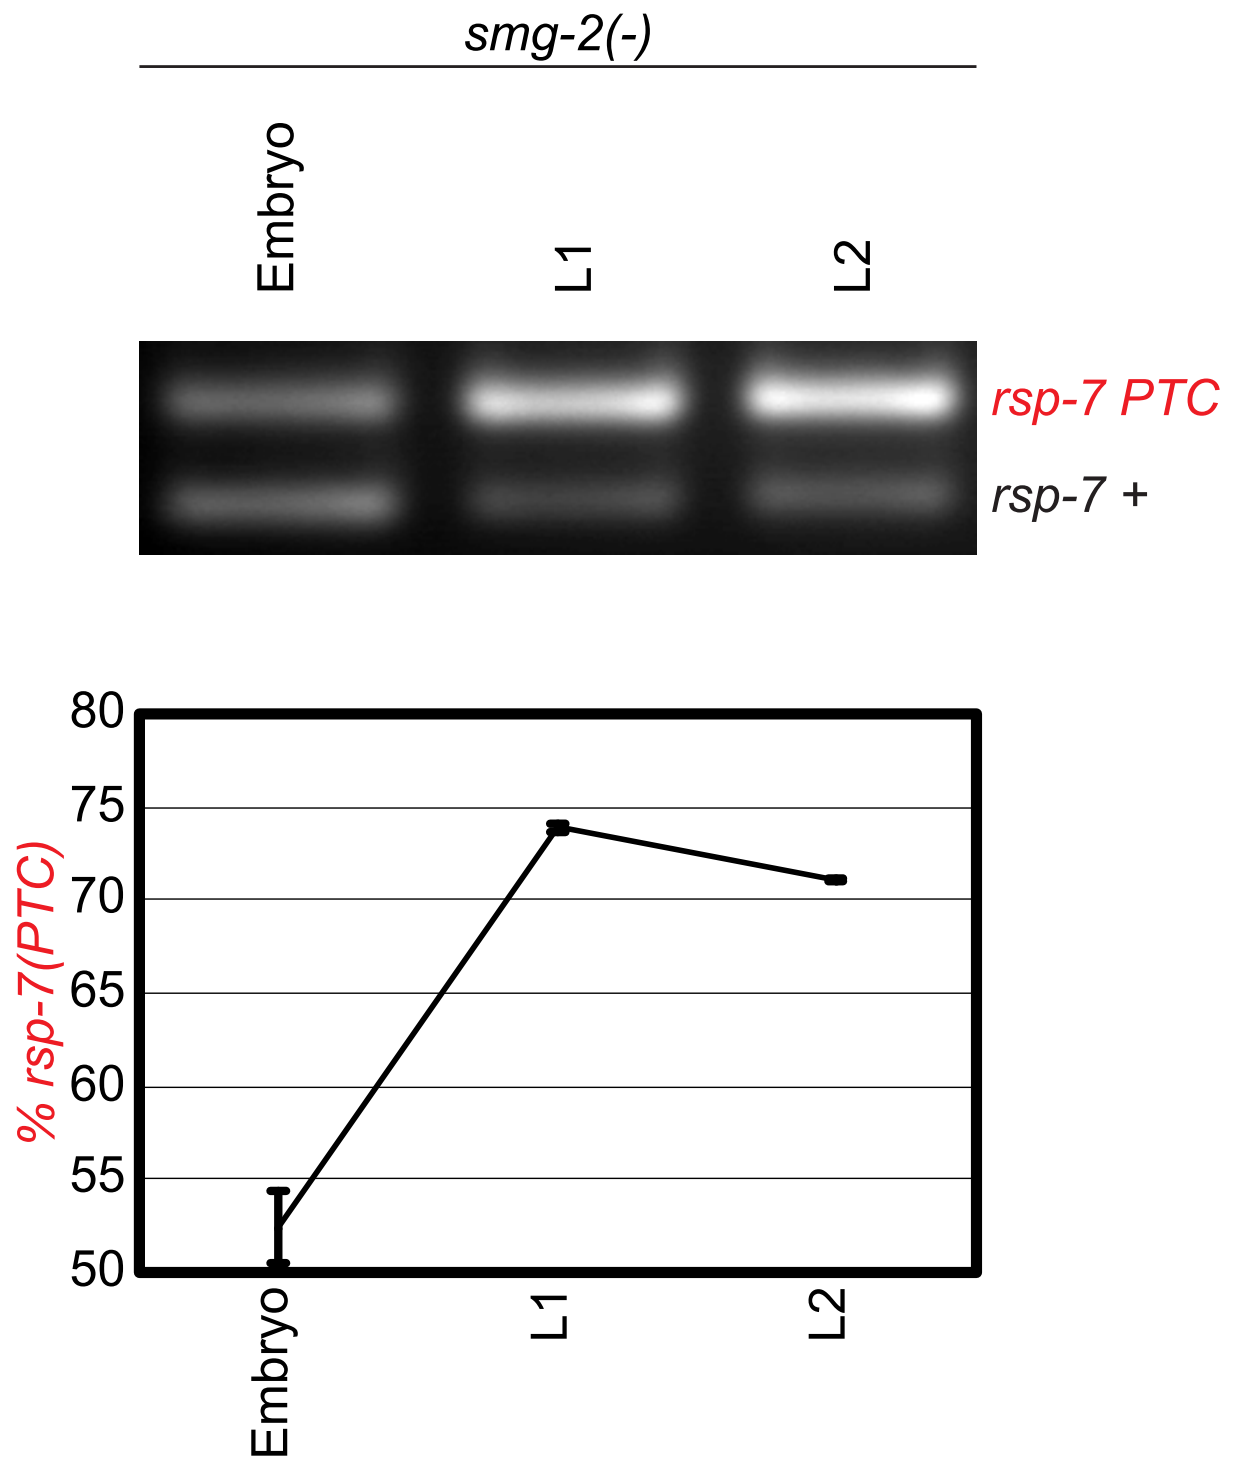 smg-2(-)
Embryo
L1
L2
rsp-7 PTC
rsp-7 +
% rsp-7(PTC)
80
75
70
65
60
55
50
Embryo
L1
L2